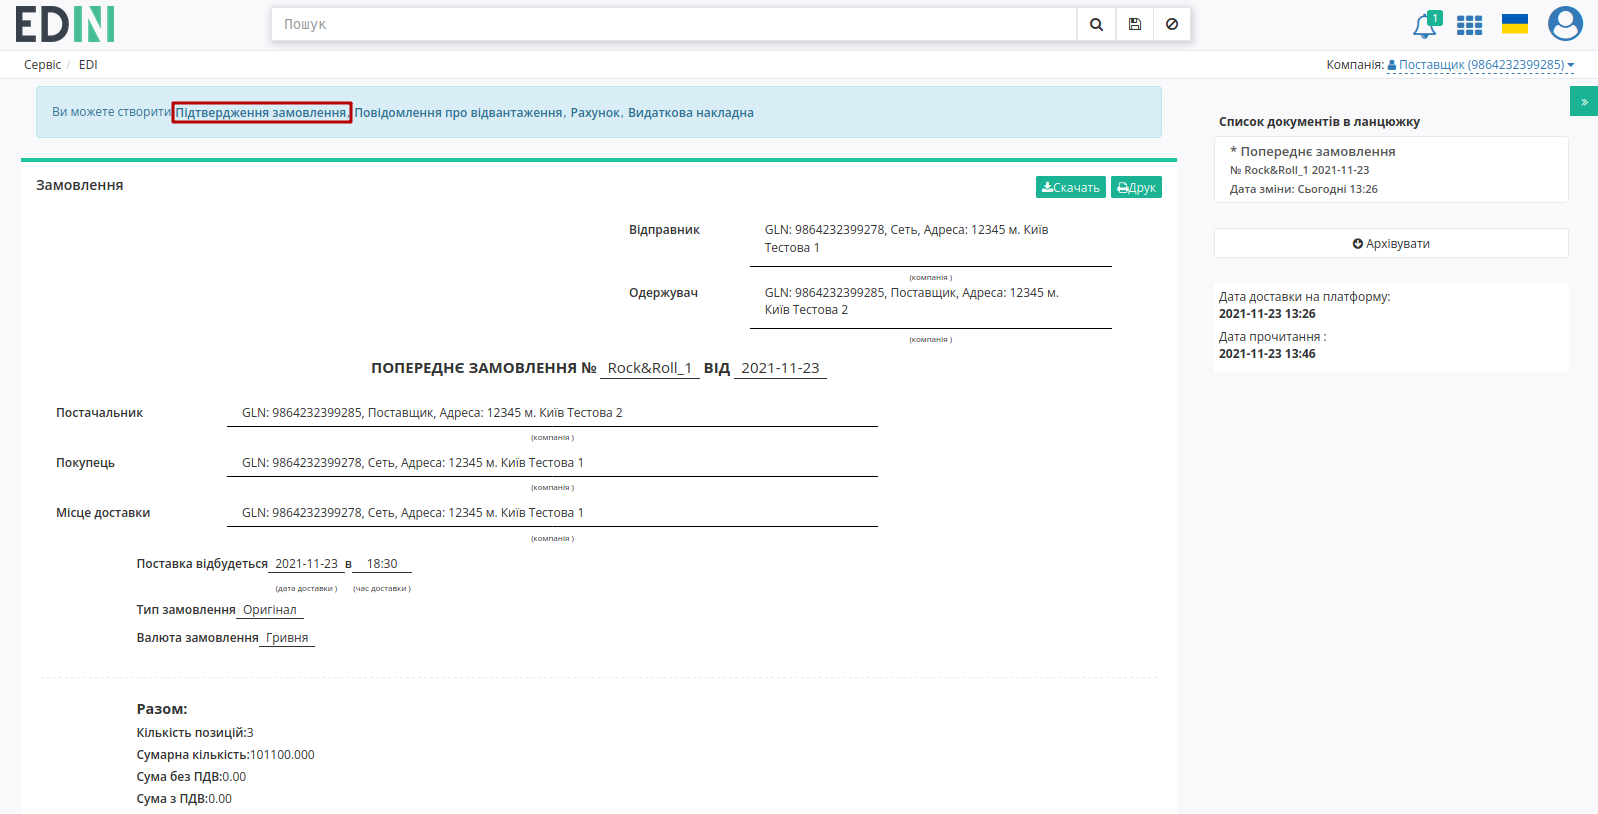 EDIN
Пошук
1
Сервіс / EDI
Компанія: Поставщик (9864232399285)
Ви можете створити Підтвердження замовлення, Повідомлення про відвантаження, Рахунок, Видаткова накладна
»
Список документів в ланцюжку
* Попереднє замовлення
№ Rock&Roll_1 2021-11-23
Дата зміни: Сьогодні 13:26
Архівувати
Дата доставки на платформу:
2021-11-23 13:26
Дата прочитання :
2021-11-23 13:46
Замовлення
Скачать Друк
Відправник GLN: 9864232399278, Сеть, Адреса: 12345 м. Київ
Тестова 1
(компанія )
Одержувач GLN: 9864232399285, Поставщик, Адреса: 12345 м.
Київ Тестова 2
(компанія )
ПОПЕРЕДНЄ ЗАМОВЛЕННЯ № Rock&Roll_1 ВІД 2021-11-23
Постачальник GLN: 9864232399285, Поставщик, Адреса: 12345 м. Київ Тестова 2
(компанія )
Покупець GLN: 9864232399278, Сеть, Адреса: 12345 м. Київ Тестова 1
(компанія )
Місце доставки GLN: 9864232399278, Сеть, Адреса: 12345 м. Київ Тестова 1
(компанія )
Поставка відбудеться 2021-11-23 в 18:30
(дата доставки ) (час доставки )
Тип замовлення Оригінал
Валюта замовлення Гривня
Разом:
Кількість позицій:3
Сумарна кількість:101100.000
Сума без ПДВ:0.00
Сума з ПДВ:0.00